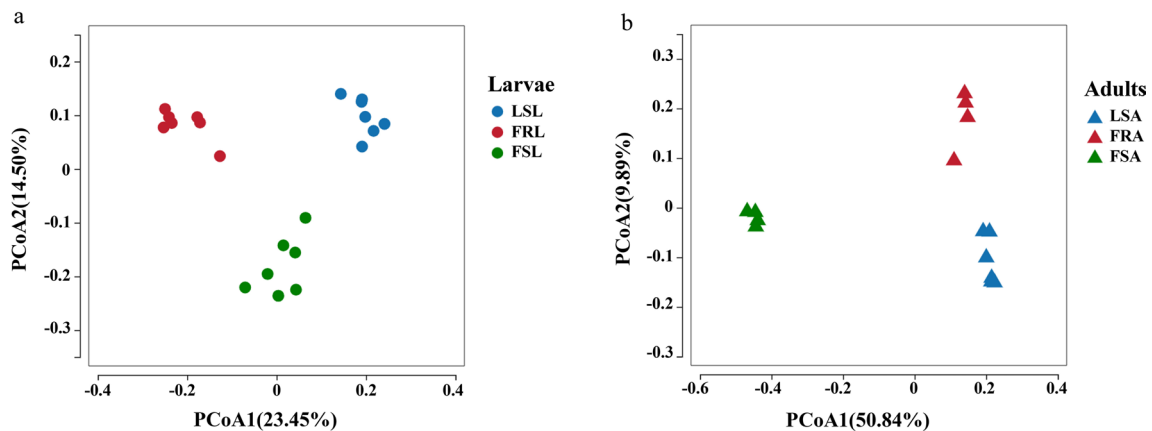 a
0.2
0.1
0
-0.1
-0.2
-0.3
PCoA2(14.50%)
-0.4
-0.2
0
0.2
0.4
PCoA1(23.45%)
Larvae
LSL
FRL
FSL
b
0.3
0.2
0.1
0
-0.1
-0.2
-0.3
PCoA2(9.89%)
-0.6
-0.4
-0.2
0
0.2
0.4
PCoA1(50.84%)
Adults
LSA
FRA
FSA